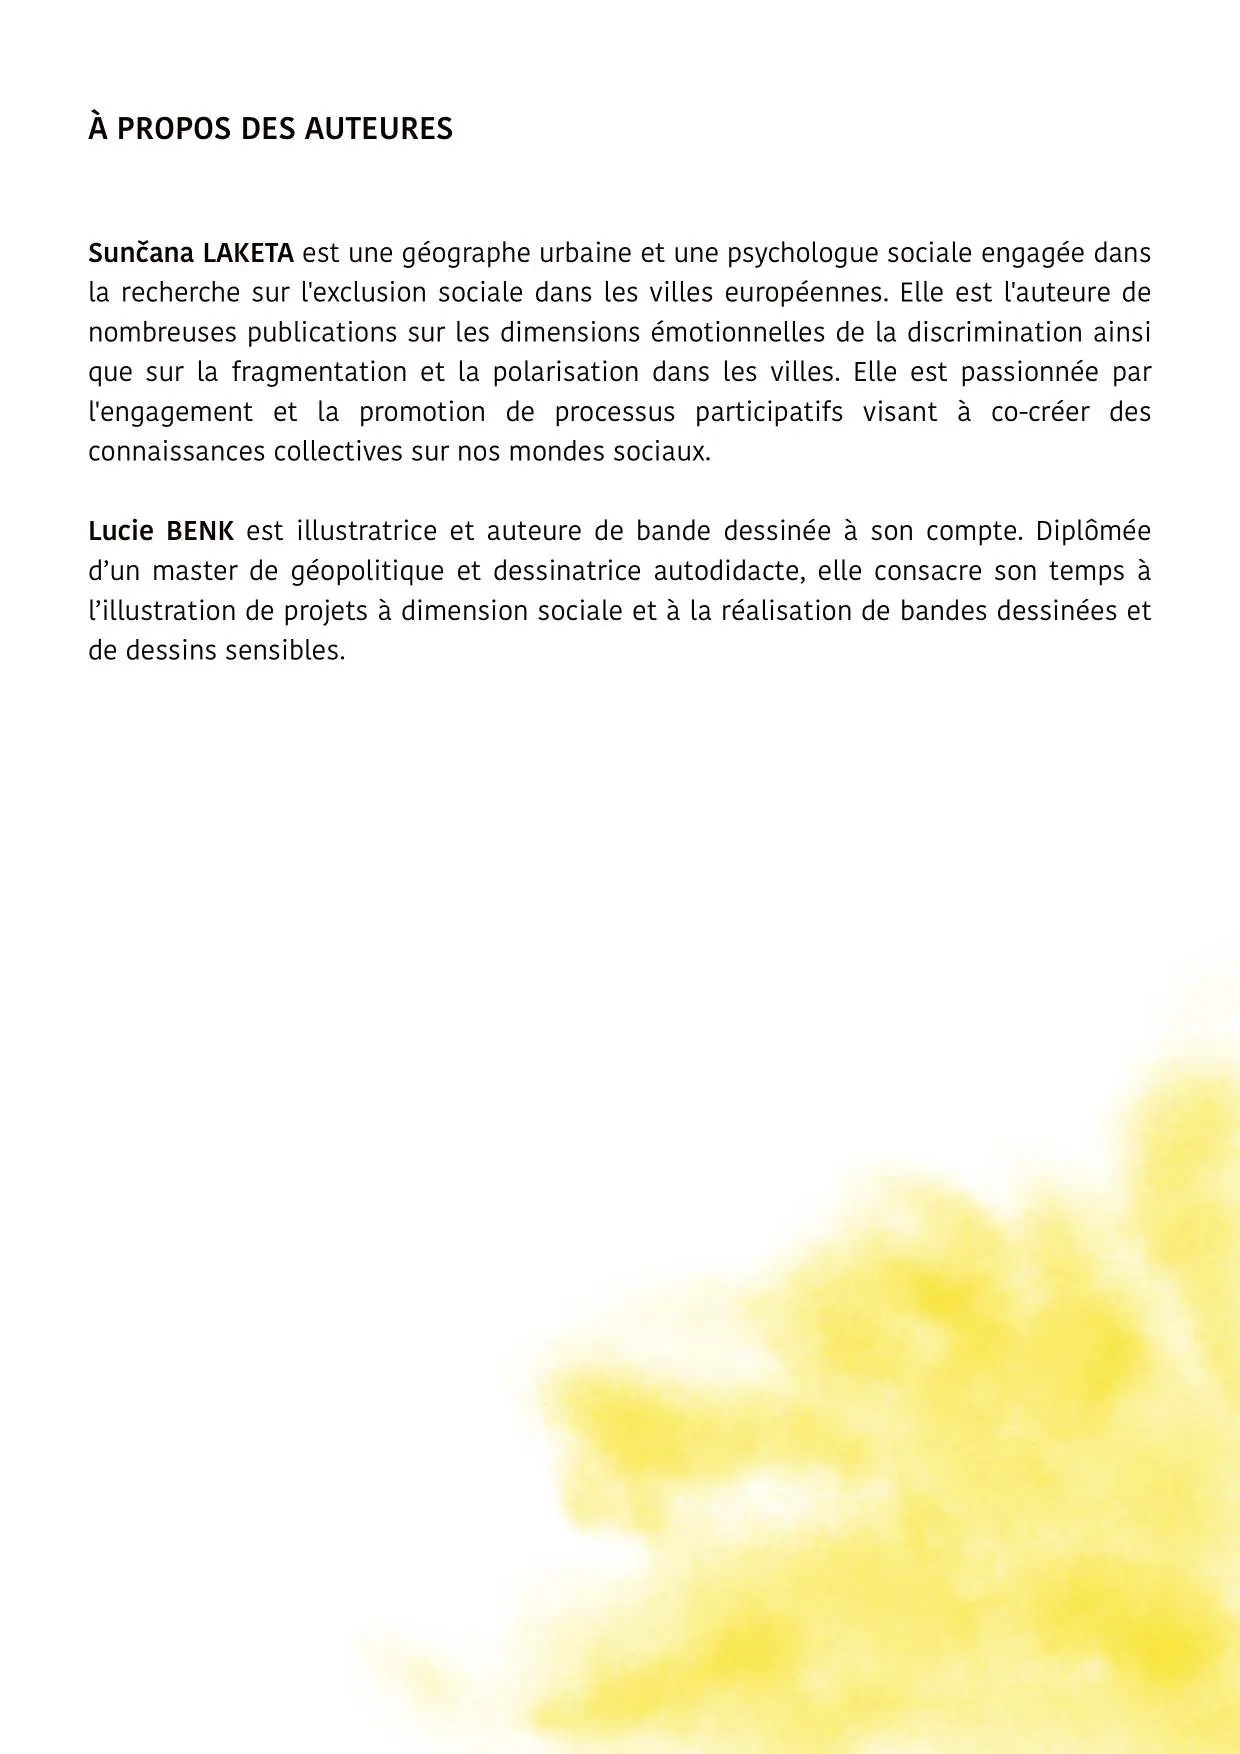 À PROPOS DES AUTEURES
Sunčana LAKETA est une géographe urbaine et une psychologue sociale engagée dans
la recherche sur l'exclusion sociale dans les villes européennes. Elle est l'auteure de
nombreuses publications sur les dimensions émotionnelles de la discrimination ainsi
que sur la fragmentation et la polarisation dans les villes. Elle est passionnée par
l'engagement et la promotion de processus participatifs visant à co-créer des
connaissances collectives sur nos mondes sociaux.
Lucie BENK est illustratrice et auteure de bande dessinée à son compte. Diplômée
d’un master de géopolitique et dessinatrice autodidacte, elle consacre son temps à
l’illustration de projets à dimension sociale et à la réalisation de bandes dessinées et
de dessins sensibles.